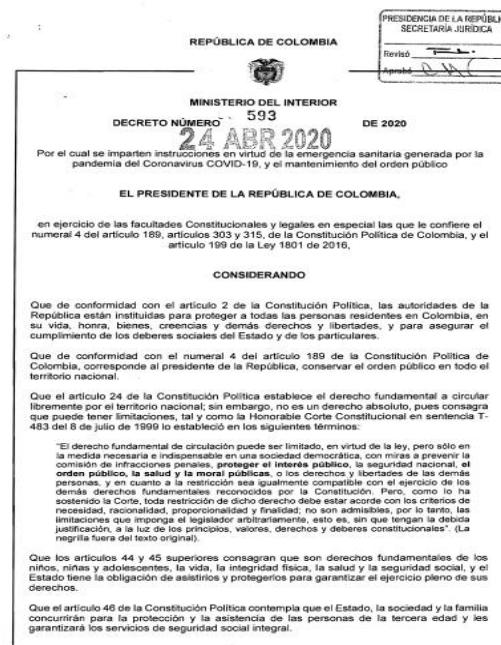 PRESIDENCIA DE LA REPÚBLI
SECRETARÍA JURÍDICA
Revisó
Aprobó
REPÚBLICA DE COLOMBIA
MINISTERIO DEL INTERIOR
DECRETO NÚMERO 593 DE 2020
24 ABR 2020
Por el cual se imparten instrucciones en virtud de la emergencia sanitaria generada por la
pandemia del Coronavirus COVID-19, y el mantenimiento del orden público
EL PRESIDENTE DE LA REPÚBLICA DE COLOMBIA,
en ejercicio de las facultades Constitucionales y legales en especial las que le confiere el
numeral 4 del artículo 189, artículos 303 y 315, de la Constitución Política de Colombia, y el
artículo 199 de la Ley 1801 de 2016,
CONSIDERANDO
Que de conformidad con el artículo 2 de la Constitución Política, las autoridades de la
República están instituidas para proteger a todas las personas residentes en Colombia, en
su vida, honra, bienes, creencias y demás derechos y libertades, y para asegurar el
cumplimiento de los deberes sociales del Estado y de los particulares.
Que de conformidad con el numeral 4 del artículo 189 de la Constitución Política de
Colombia, corresponde al presidente de la República, conservar el orden público en todo el
territorio nacional.
Que el artículo 24 de la Constitución Política establece el derecho fundamental a circular
libremente por el territorio nacional; sin embargo, no es un derecho absoluto, pues consagra
que puede tener limitaciones, tal y como la Honorable Corte Constitucional en sentencia T-
483 del 8 de julio de 1999 lo estableció en los siguientes términos:
"El derecho fundamental de circulación puede ser limitado, en virtud de la ley, pero sólo en
la medida necesaria e indispensable en una sociedad democrática, con miras a prevenir la
comisión de infracciones penales, proteger el interés público, la seguridad nacional, el
orden público, la salud y la moral públicas, o los derechos y libertades de las demás
personas, y en cuanto a la restricción sea igualmente compatible con el ejercicio de los
demás derechos fundamentales reconocidos por la Constitución. Pero, como lo ha
sostenido la Corte, toda restricción de dicho derecho debe estar acorde con los criterios de
necesidad, racionalidad, proporcionalidad y finalidad; no son admisibles, por lo tanto, las
limitaciones que imponga el legislador arbitrariamente, esto es, sin que tengan la debida
justificación, a la luz de los principios, valores, derechos y deberes constitucionales". (La
negrilla fuera del texto original).
Que los artículos 44 y 45 superiores consagran que son derechos fundamentales de los
niños, niñas y adolescentes, la vida, la integridad física, la salud y la seguridad social, y el
Estado tiene la obligación de asistirlos y protegerlos para garantizar el ejercicio pleno de sus
derechos.
Que el artículo 46 de la Constitución Política contempla que el Estado, la sociedad y la familia
concurrirán para la protección y la asistencia de las personas de la tercera edad y les
garantizará los servicios de seguridad social integral.